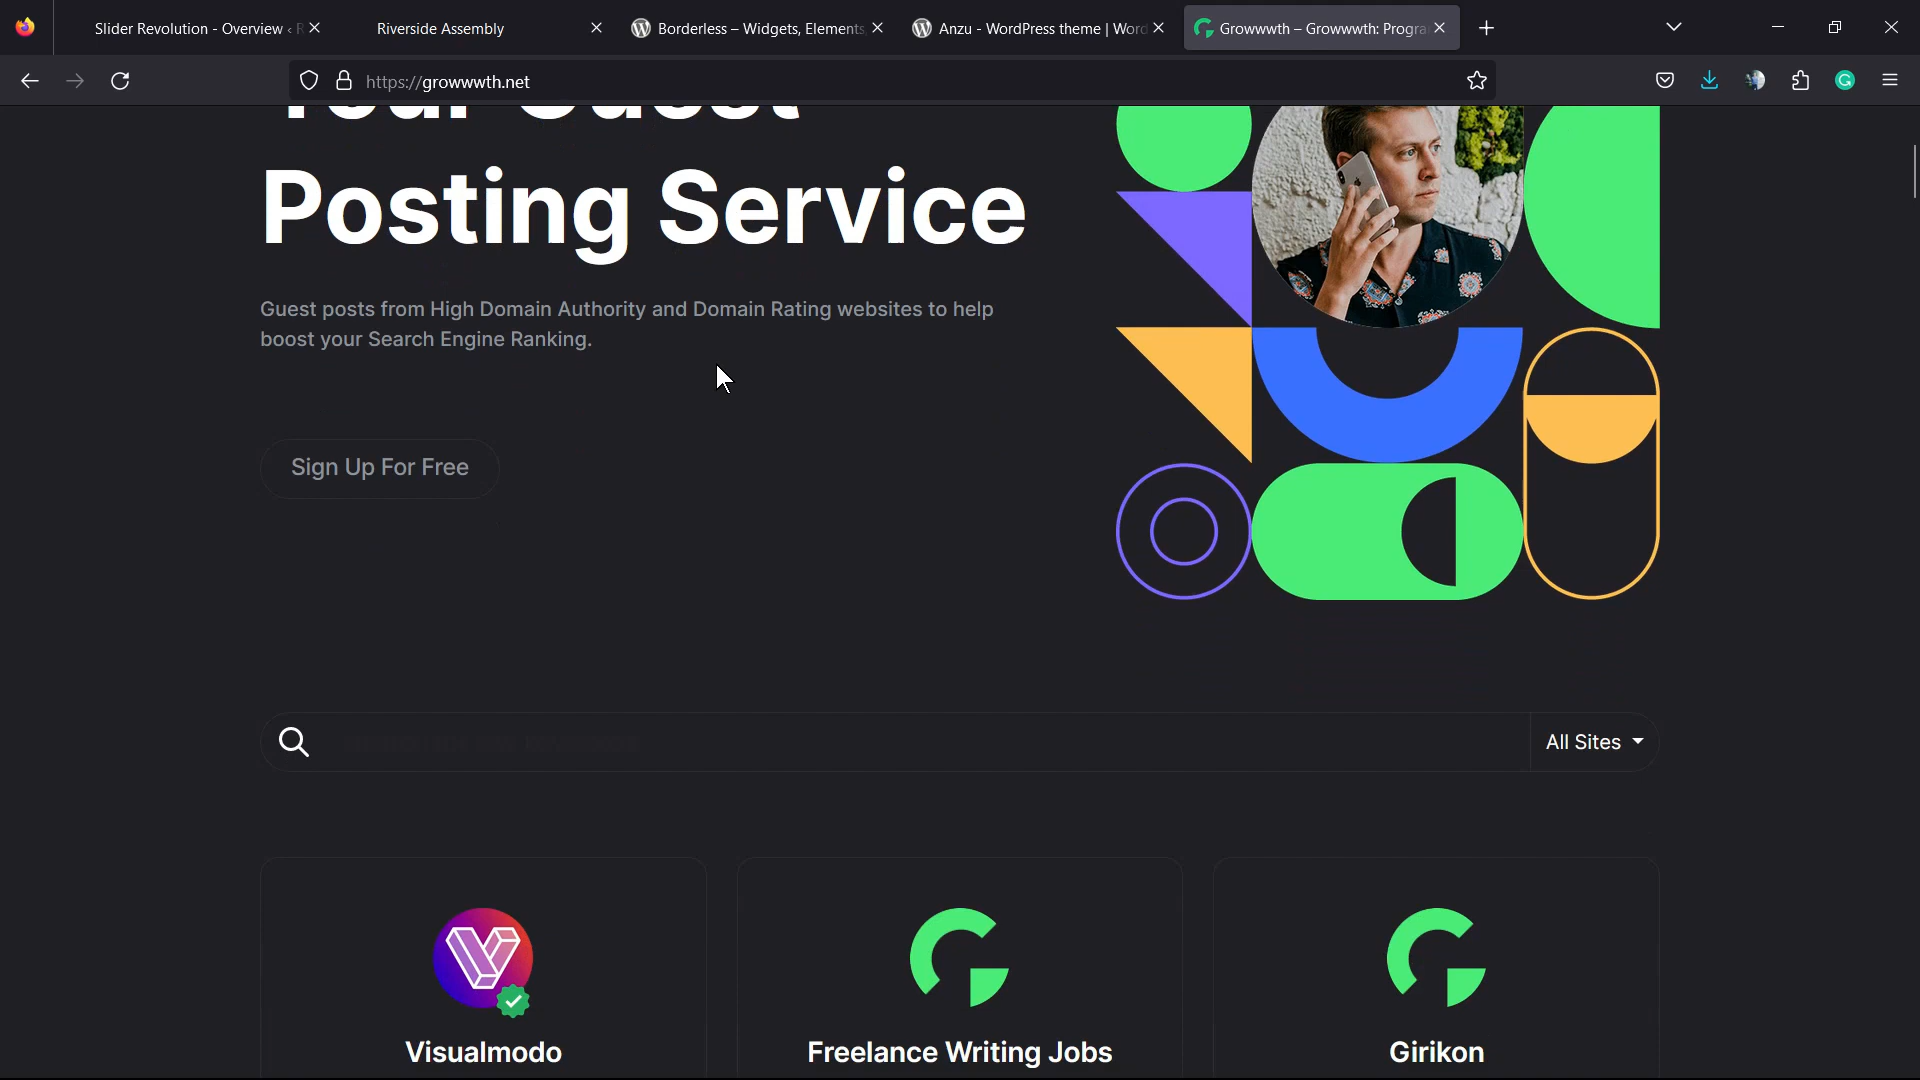 Slider Revolution - Overview ‹ R
Riverside Assembly
Borderless – Widgets, Elements,
Anzu - WordPress theme | Word
Growwwth – Growwwth: Progra
https://growwwth.net
Your Guest
Posting Service
Guest posts from High Domain Authority and Domain Rating websites to help
boost your Search Engine Ranking.
Sign Up For Free
All Sites
Visualmodo
Freelance Writing Jobs
Girikon